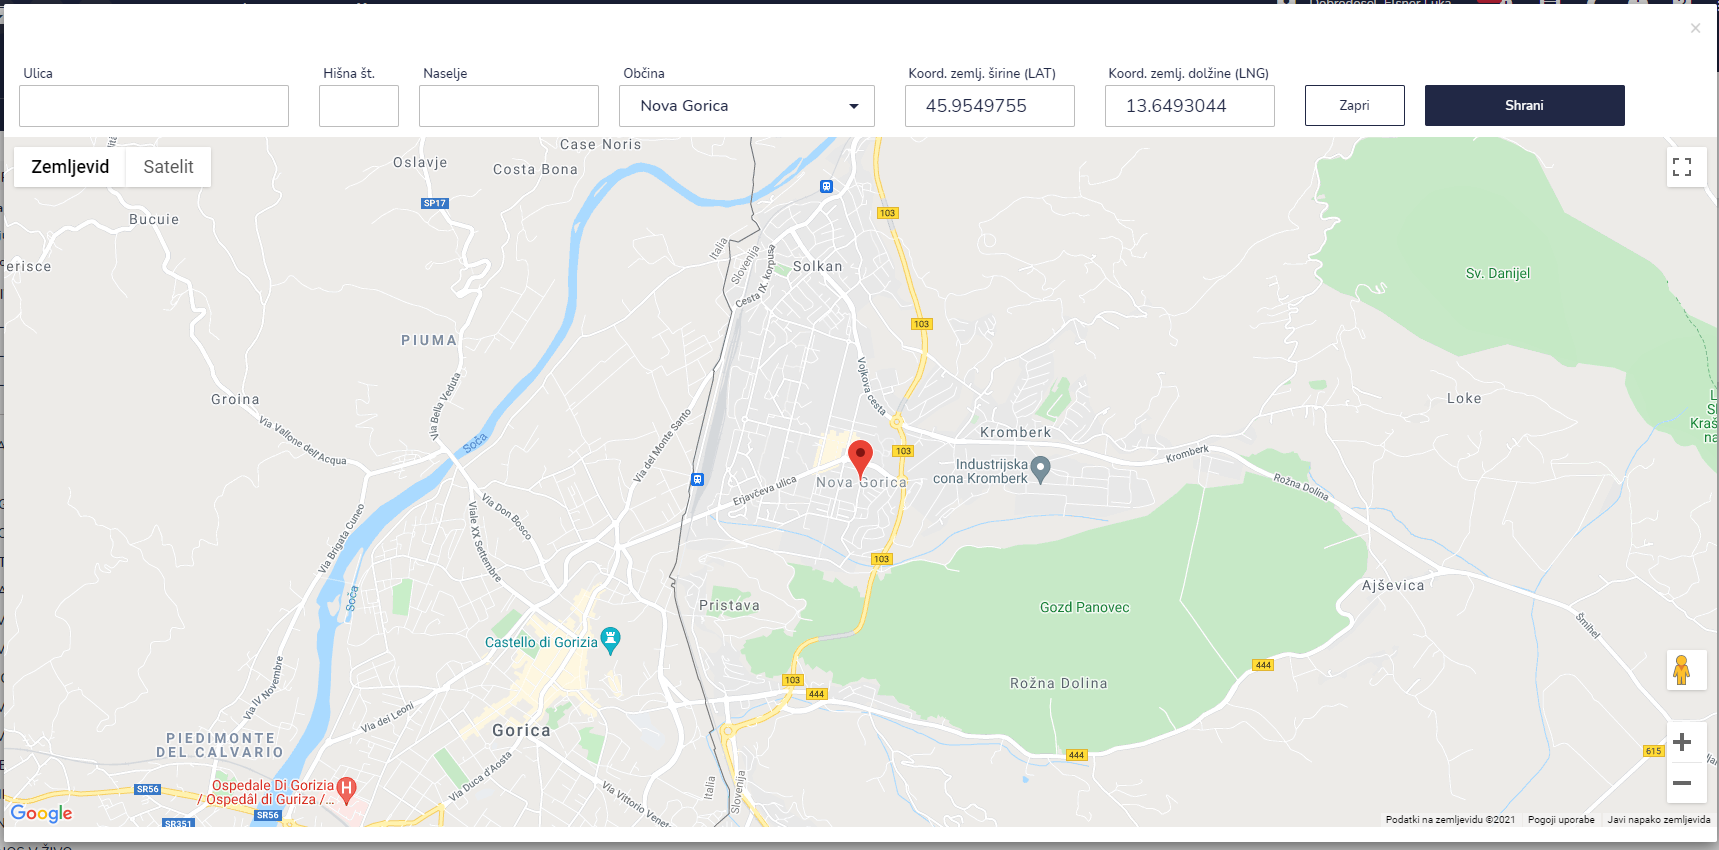 Ulica
Hišna št.
Naselje
Občina
Koord. zemlj. širine (LAT)
Koord. zemlj. dolžine (LNG)
Nova Gorica
45.9549755
13.6493044
Zapri
Shrani
Zemljevid
Satelit
Case Noris
Oslavje
Costa Bona
SP17
103
Bucuie
Italia
Slovenija
Cesta IX. korpusa
Solkan
erisce
Sv. Danijel
103
PIUMA
Vojkova cesta
Groina
Via Bella Veduta
Loke
Via Vallone dell'Acqua
Soča
Via del Monte Santo
Kromberk
103
Kromberk
Industrijska
cona Kromberk
Nova Gorica
Erjavčeva ulica
Rožna Dolina
Via Don Bosco
Viale XX Settembre
Via Brigata Cuneo
103
Soča
Ajševica
Pristava
Gozd Panovec
Šmihel
Castello di Gorizia
444
103
444
Rožna Dolina
Via IV Novembre
Via dei Leoni
Gorica
PIEDIMONTE
DEL CALVARIO
444
615
Via Duca d'Aosta
Italia
Slovenija
Ospedale Di Gorizia
/ Ospedâl di Guriza /...
SR56
Via Vittorio Venet
SR56
SR351
Google
Podatki na zemljevidu ©2021
Pogoji uporabe
Javi napako zemljevida